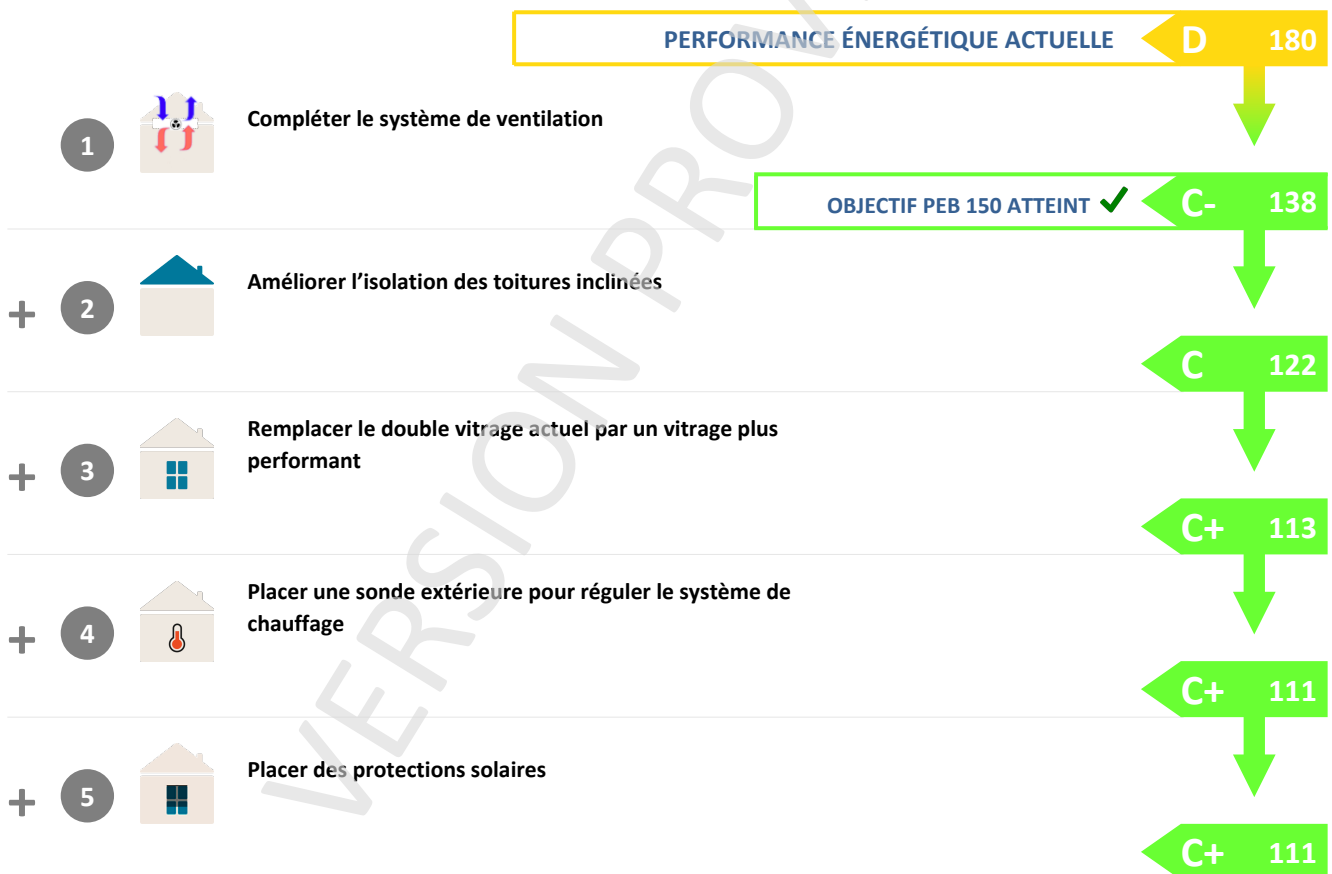 PERFORMANCE ÉNERGÉTIQUE ACTUELLE D 180
1 Compléter le système de ventilation
OBJECTIF PEB 150 ATTEINT ✔ C- 138
+ 2 Améliorer l’isolation des toitures inclinées
C 122
+ 3 Remplacer le double vitrage actuel par un vitrage plus
performant
C+ 113
+ 4 Placer une sonde extérieure pour réguler le système de
chauffage
C+ 111
+ 5 Placer des protections solaires
C+ 111
VERSION PROV